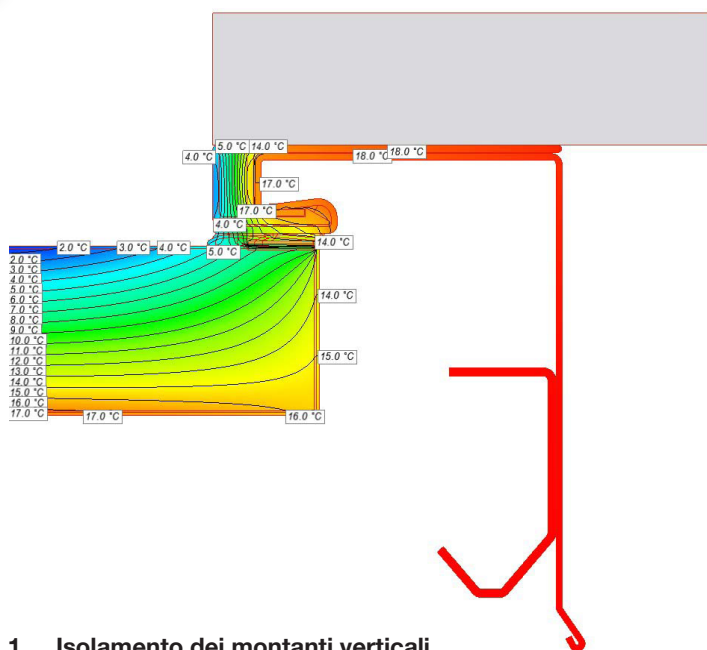 5.0 °C 14.0 °C
4.0 °C
18.0 °C 18.0 °C
17.0 °C
17.0 °C
4.0 °C
14.0 °C
2.0 °C 3.0 °C 4.0 °C 5.0 °C
2.0 °C
3.0 °C
4.0 °C
5.0 °C
6.0 °C
7.0 °C
8.0 °C
9.0 °C
10.0 °C
11.0 °C
12.0 °C
13.0 °C
14.0 °C
15.0 °C
16.0 °C
17.0 °C
14.0 °C
15.0 °C
17.0 °C 16.0 °C
1 Isolamento dei montanti verticali